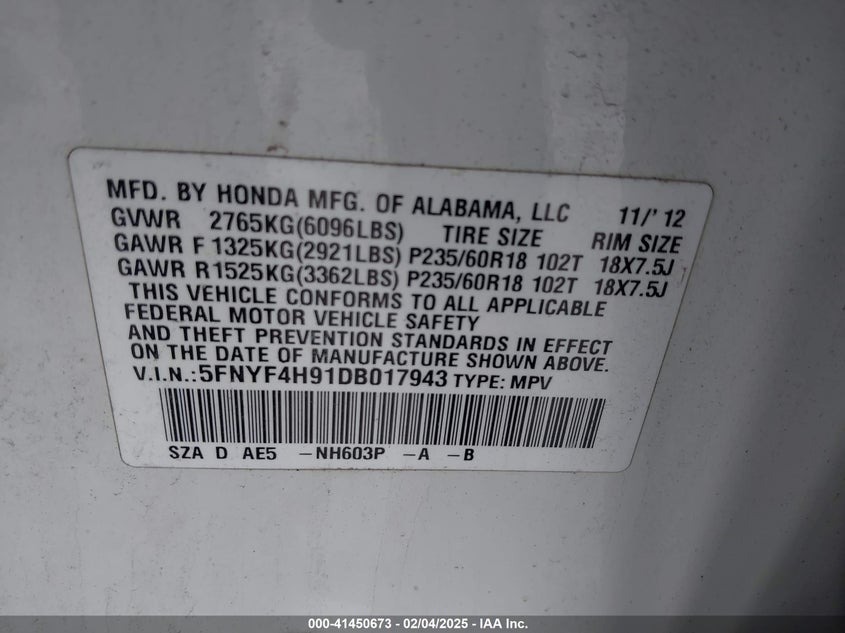 MFD. BY HONDA MFG. OF ALABAMA, LLC 11/' 12
GVWR 2765KG(6096LBS) TIRE SIZE RIM SIZE
GAWR F 1325KG(2921LBS) P235/60R18 102T 18X7.5J
GAWR R1525KG(3362LBS) P235/60R18 102T 18X7.5J
THIS VEHICLE CONFORMS TO ALL APPLICABLE
FEDERAL MOTOR VEHICLE SAFETY
AND THEFT PREVENTION STANDARDS IN EFFECT
ON THE DATE OF MANUFACTURE SHOWN ABOVE.
V.I.N.:5FNYF4H91DB017943 TYPE: MPV
SZA D AE5 -NH603P -A -B
000-41450673 - 02/04/2025 - IAA Inc.